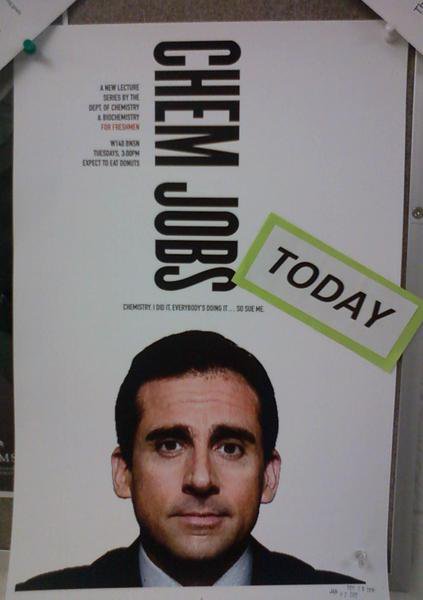 A NEW LECTURE
SERIES BY THE
DEPT. OF CHEMISTRY
& BIOCHEMISTRY
FOR FRESHMEN
W140 BNSN
TUESDAYS, 3:00PM
EXPECT TO EAT DONUTS
CHEM JOBS
TODAY
CHEMISTRY. I DID IT, EVERYBODY'S DOING IT . . . SO SUE ME.
JAN